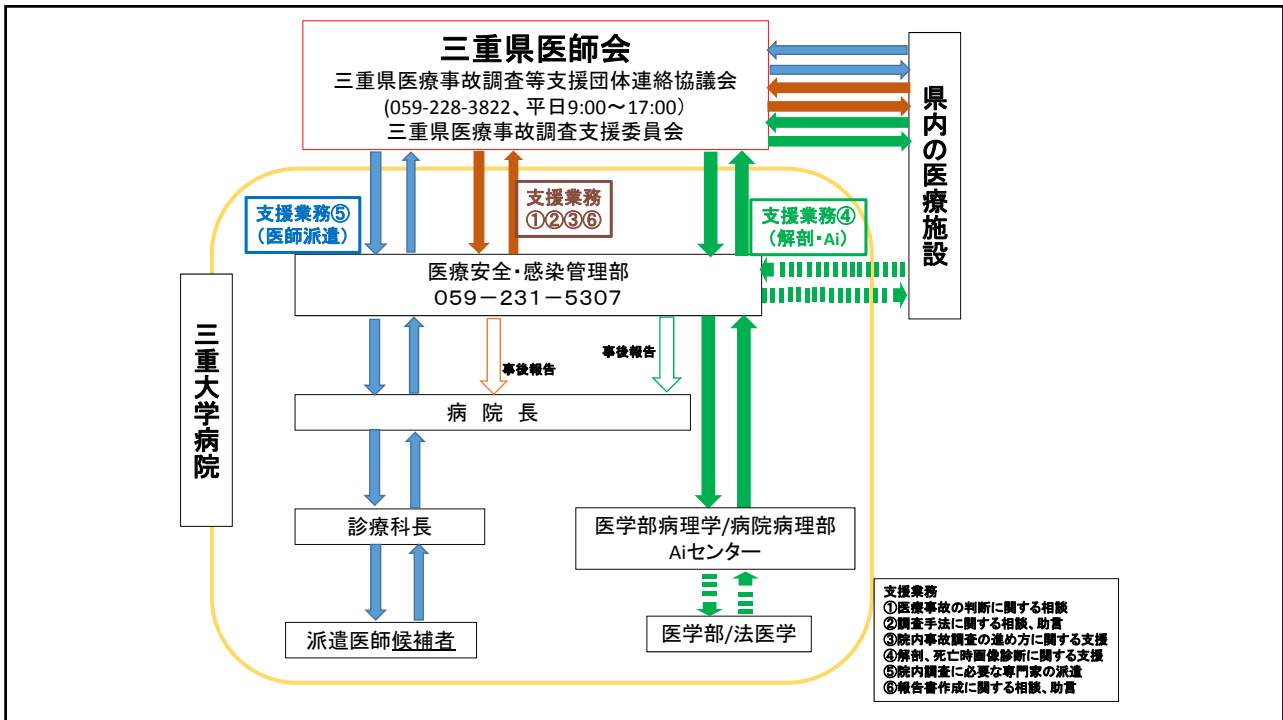 三重県医師会
三重県医療事故調査等支援団体連絡協議会
(059-228-3822、平日9:00～17:00)
三重県医療事故調査支援委員会
県内の医療施設
支援業務⑤
(医師派遣)
支援業務
①②③⑥
支援業務④
(解剖・Ai)
医療安全・感染管理部
059－231－5307
三重大学病院
事後報告
事後報告
病 院 長
診療科長
医学部病理学/病院病理部
Aiセンター
派遣医師候補者
医学部/法医学
支援業務
①医療事故の判断に関する相談
②調査手法に関する相談、助言
③院内事故調査の進め方に関する支援
④解剖、死亡時画像診断に関する支援
⑤院内調査に必要な専門家の派遣
⑥報告書作成に関する相談、助言